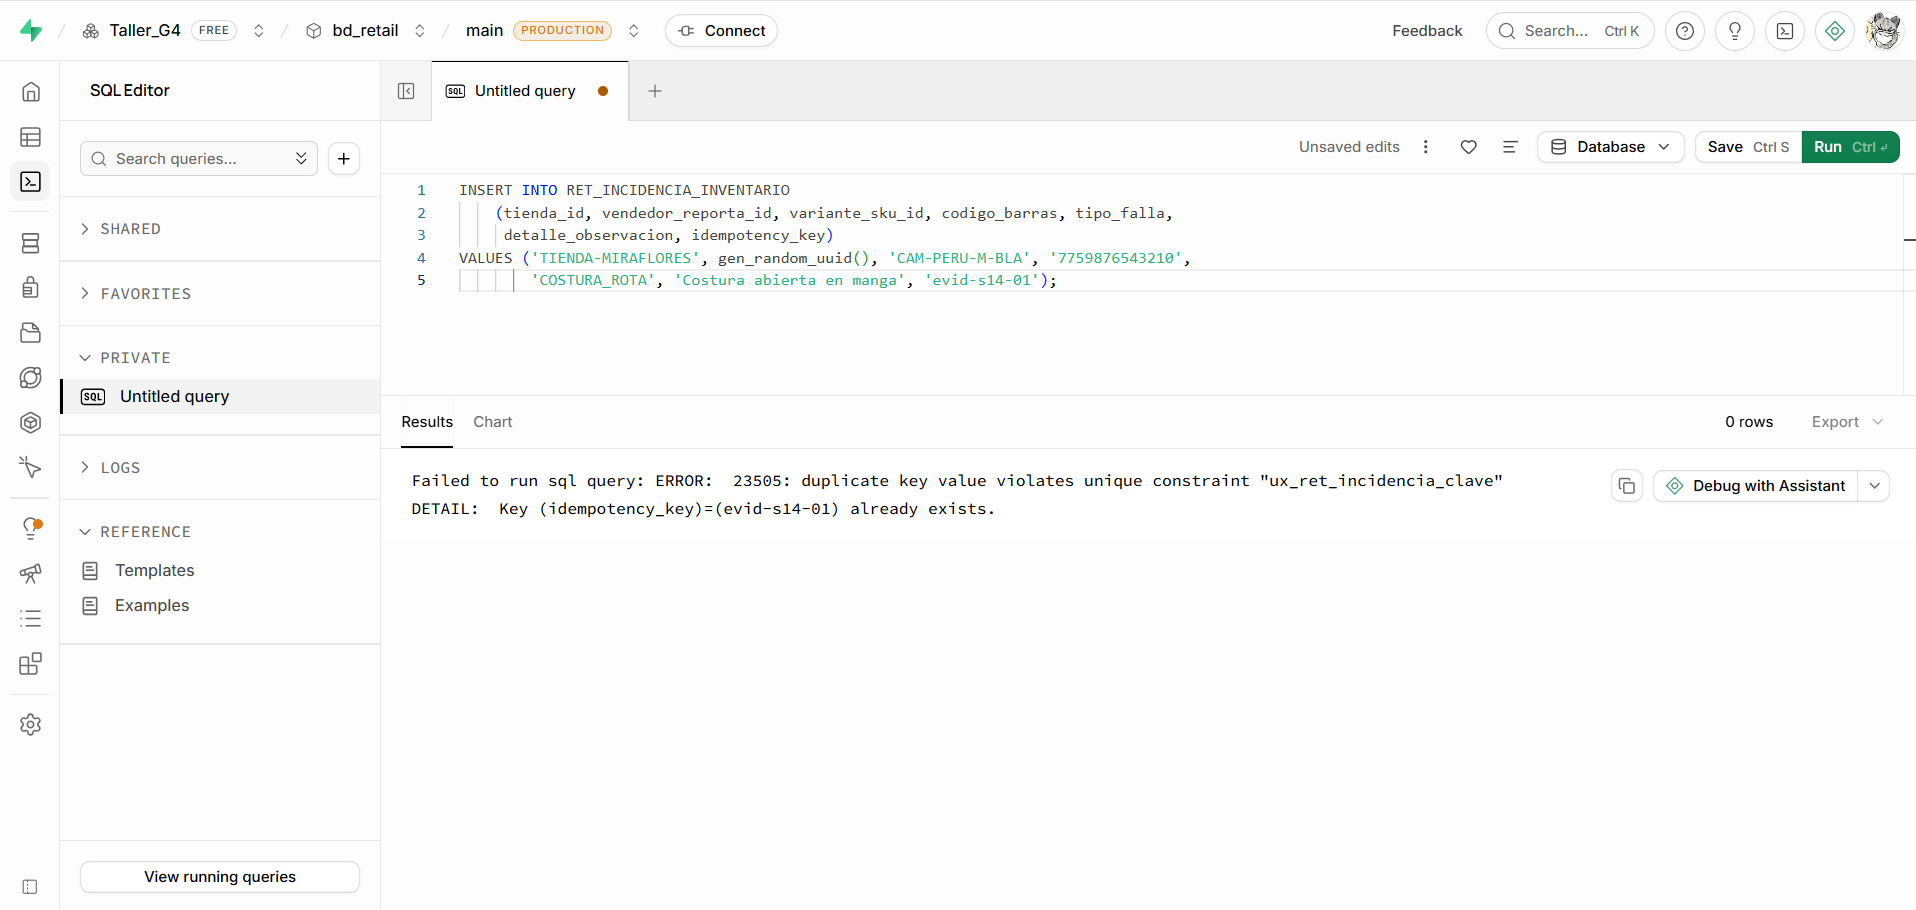 Taller_G4 FREE bd_retail main PRODUCTION Connect Feedback Search... Ctrl K
SQL Editor
SQL Untitled query
Search queries...
Unsaved edits Database Save Ctrl S Run Ctrl ↵
SHARED
FAVORITES
PRIVATE
SQL Untitled query
LOGS
REFERENCE
Templates
Examples
View running queries
1 INSERT INTO RET_INCIDENCIA_INVENTARIO
2 (tienda_id, vendedor_reporta_id, variante_sku_id, codigo_barras, tipo_falla,
3 detalle_observacion, idempotency_key)
4 VALUES ('TIENDA-MIRAFLORES', gen_random_uuid(), 'CAM-PERU-M-BLA', '7759876543210',
5 'COSTURA_ROTA', 'Costura abierta en manga', 'evid-s14-01');
Results Chart 0 rows Export
Failed to run sql query: ERROR: 23505: duplicate key value violates unique constraint "ux_ret_incidencia_clave"
DETAIL: Key (idempotency_key)=(evid-s14-01) already exists.
Debug with Assistant